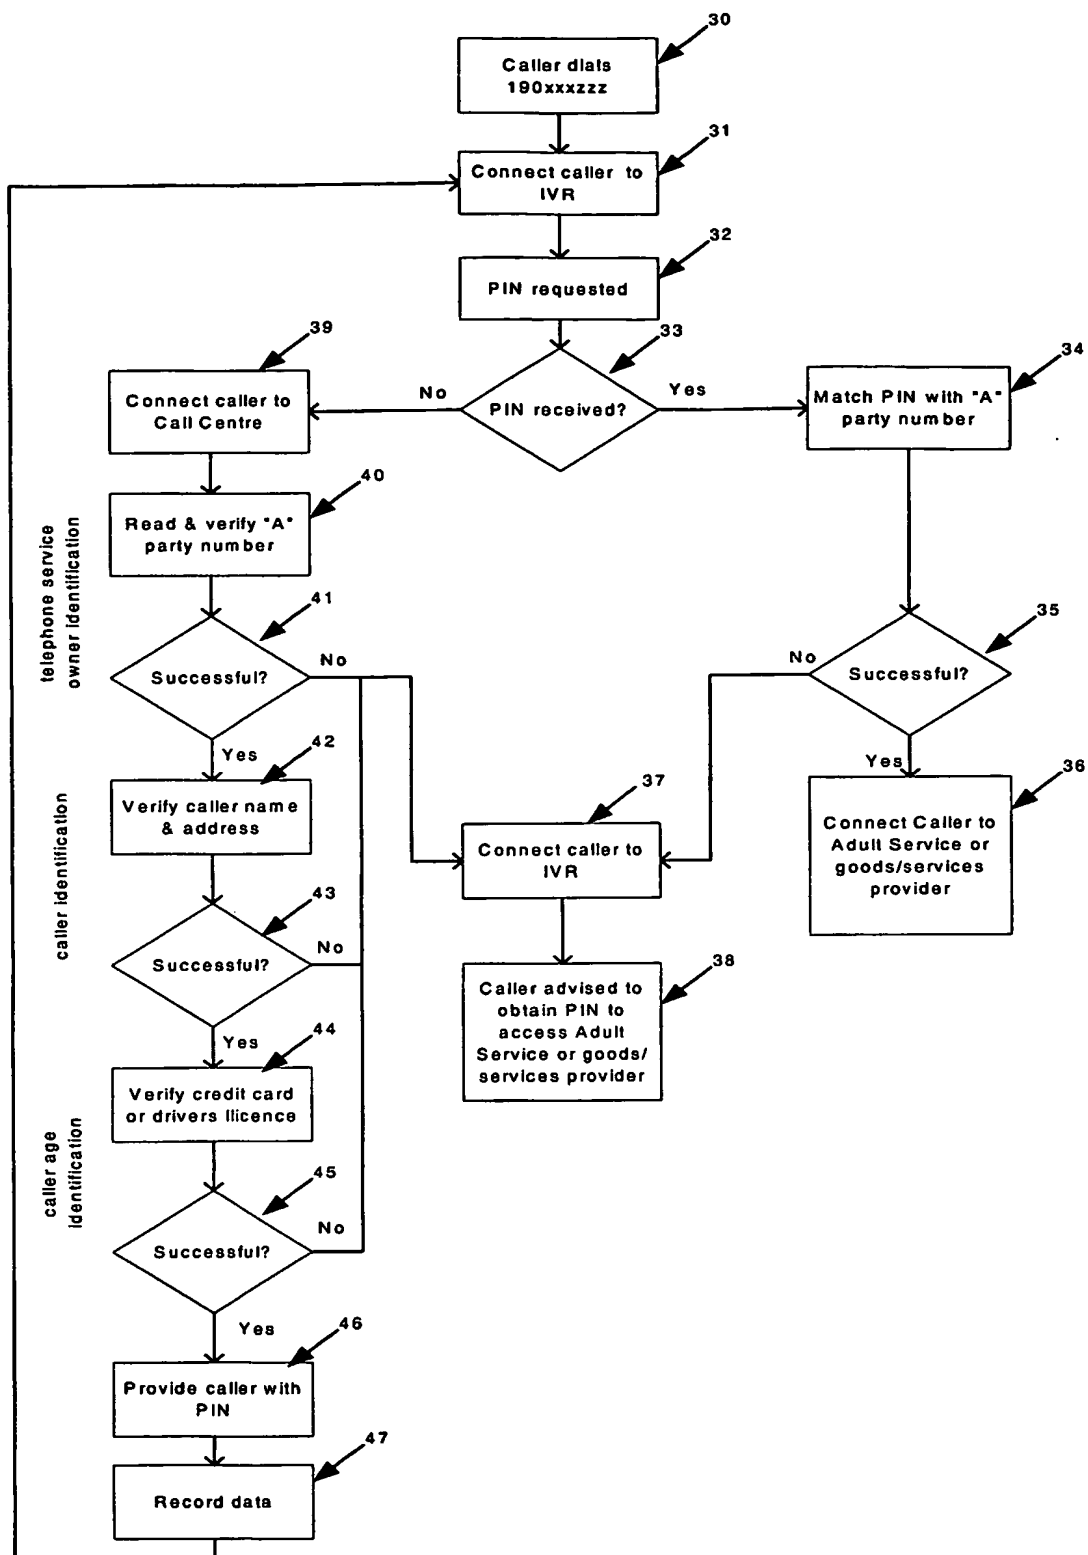 30
Caller dials
190xxxzzz
31
Connect caller to
IVR
32
PIN requested
33
PIN received?
No
Yes
34
Match PIN with "A"
party number
39
Connect caller to
Call Centre
40
Read & verify "A"
party number
telephone service
owner identification
41
Successful?
No
Yes
35
Successful?
No
Yes
36
Connect Caller to
Adult Service or
goods/services
provider
42
Verify caller name
& address
caller identification
37
Connect caller to
IVR
43
Successful?
No
Yes
38
Caller advised to
obtain PIN to
access Adult
Service or goods/
services provider
44
Verify credit card
or drivers llicence
caller age
identification
45
Successful?
No
Yes
46
Provide caller with
PIN
47
Record data